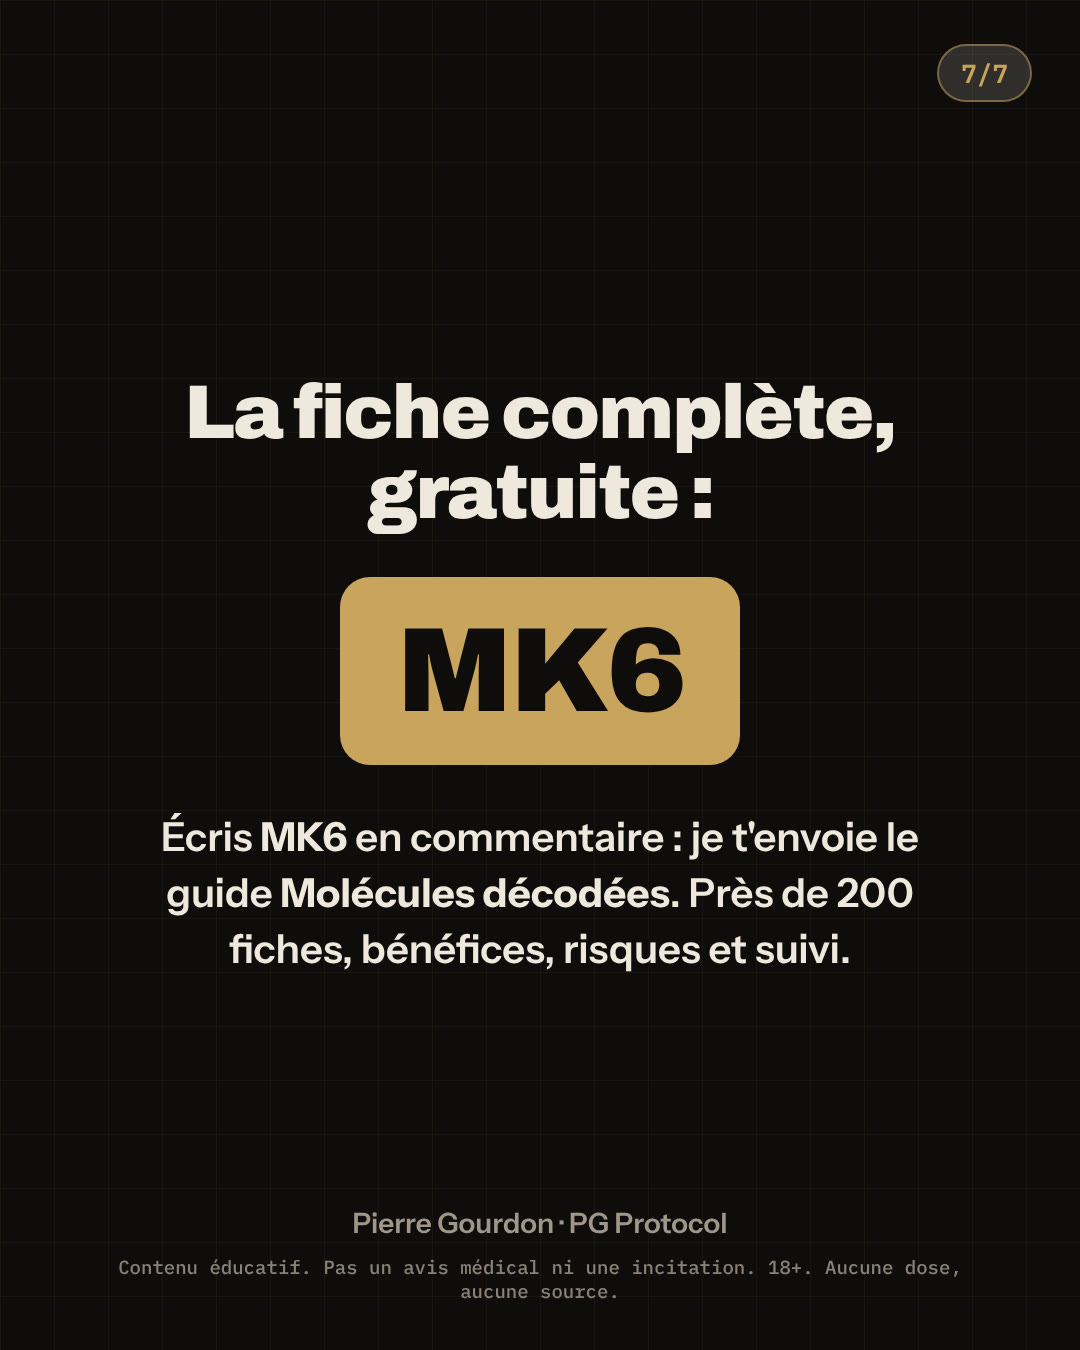 7/7
La fiche complète,
gratuite :
MK6
Écris MK6 en commentaire : je t'envoie le
guide Molécules décodées. Près de 200
fiches, bénéfices, risques et suivi.
Pierre Gourdon · PG Protocol
Contenu éducatif. Pas un avis médical ni une incitation. 18+. Aucune dose,
aucune source.